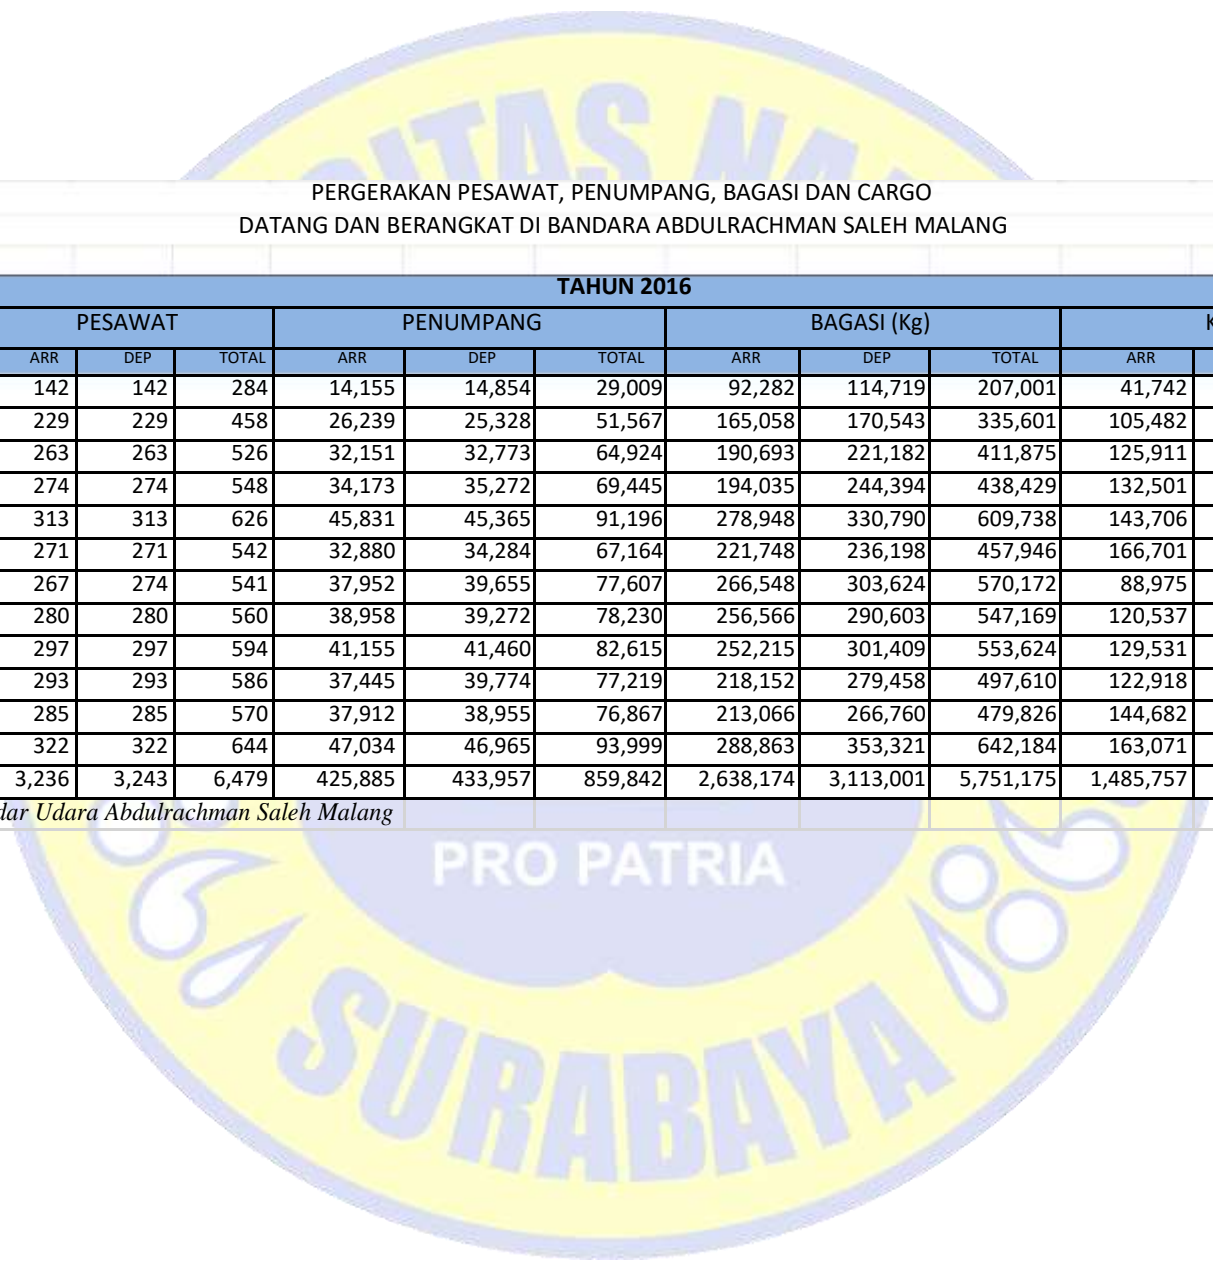 ITAS NA
PERGERAKAN PESAWAT, PENUMPANG, BAGASI DAN CARGO
DATANG DAN BERANGKAT DI BANDARA ABDULRACHMAN SALEH MALANG
TAHUN 2016
PESAWAT PENUMPANG BAGASI (Kg) K
ARR DEP TOTAL ARR DEP TOTAL ARR DEP TOTAL ARR
142 142 284 14,155 14,854 29,009 92,282 114,719 207,001 41,742
229 229 458 26,239 25,328 51,567 165,058 170,543 335,601 105,482
263 263 526 32,151 32,773 64,924 190,693 221,182 411,875 125,911
274 274 548 34,173 35,272 69,445 194,035 244,394 438,429 132,501
313 313 626 45,831 45,365 91,196 278,948 330,790 609,738 143,706
271 271 542 32,880 34,284 67,164 221,748 236,198 457,946 166,701
267 274 541 37,952 39,655 77,607 266,548 303,624 570,172 88,975
280 280 560 38,958 39,272 78,230 256,566 290,603 547,169 120,537
297 297 594 41,155 41,460 82,615 252,215 301,409 553,624 129,531
293 293 586 37,445 39,774 77,219 218,152 279,458 497,610 122,918
285 285 570 37,912 38,955 76,867 213,066 266,760 479,826 144,682
322 322 644 47,034 46,965 93,999 288,863 353,321 642,184 163,071
3,236 3,243 6,479 425,885 433,957 859,842 2,638,174 3,113,001 5,751,175 1,485,757
dar Udara Abdulrachman Saleh Malang
PRO PATRIA
SURABAYA